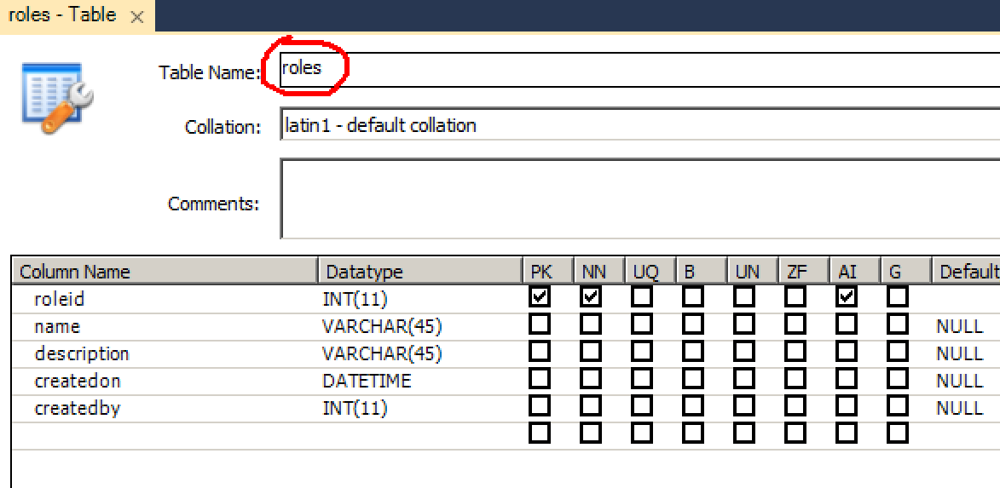 roles - Table ×
Table Name: roles
Collation: latin1 - default collation
Comments:
Column Name Datatype PK NN UQ B UN ZF AI G Default
roleid INT(11)
name VARCHAR(45) NULL
description VARCHAR(45) NULL
createdon DATETIME NULL
createdby INT(11) NULL